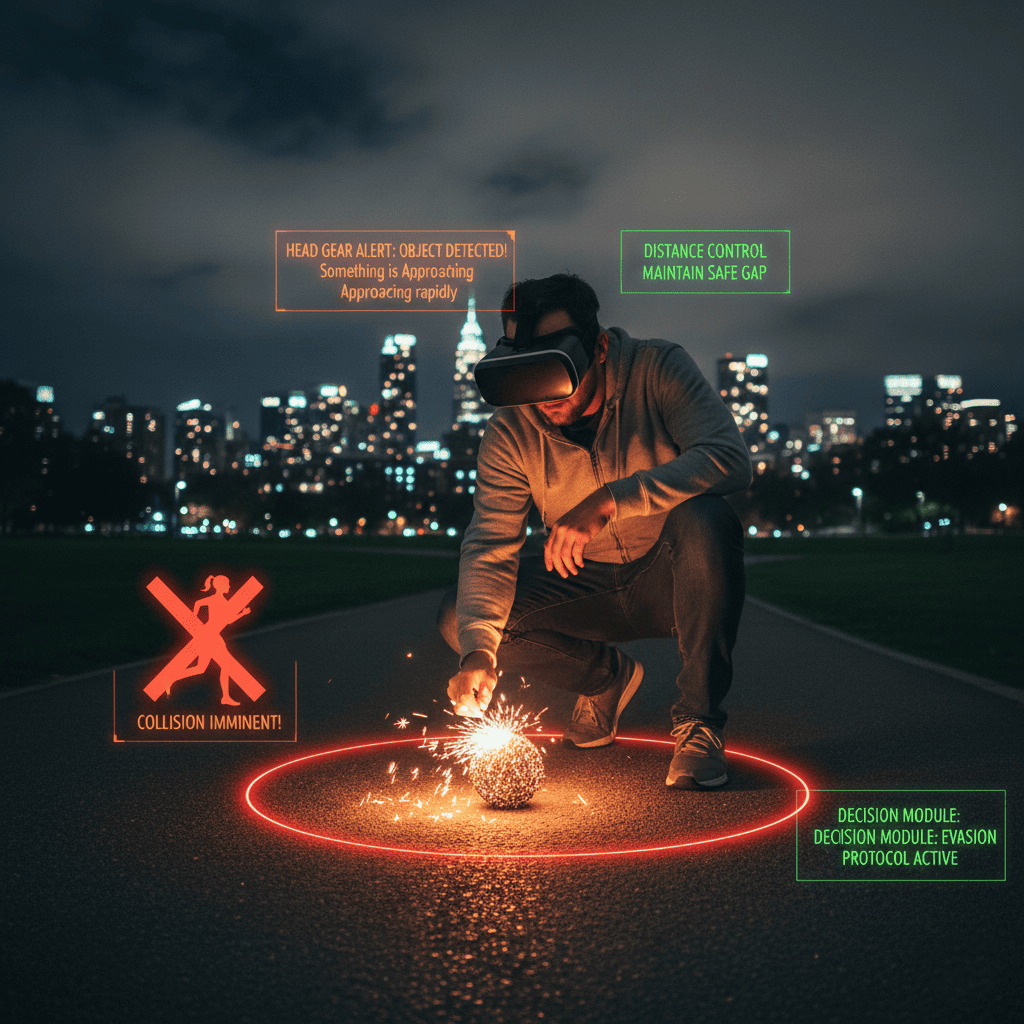 HEAD GEAR ALERT: OBJECT DETECTED!
Something is Approaching
Approacing rapidly
DISTANCE CONTROL
MAINTAIN SAFE GAP
COLLISION IMMINENT!
DECISION MODULE:
DECISION MODULE: EVASION
PROTOCOL ACTIVE